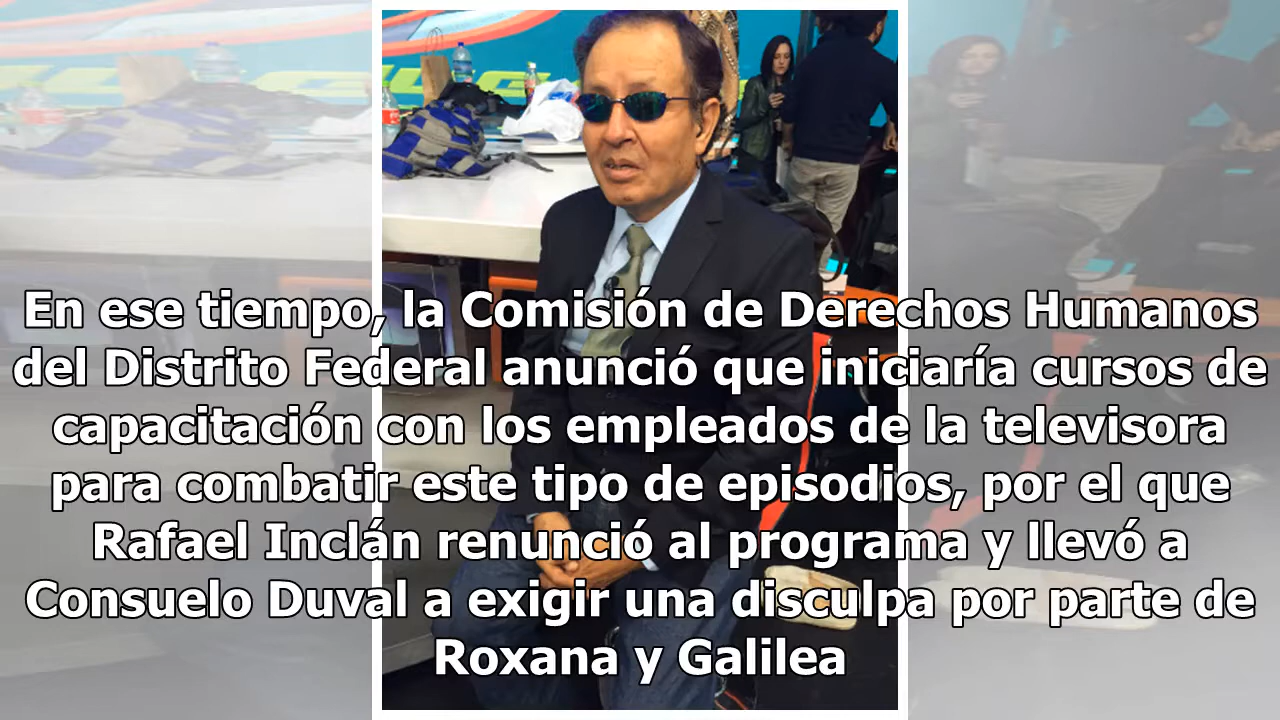 En ese tiempo, la Comisión de Derechos Humanos
del Distrito Federal anunció que iniciaría cursos de
capacitación con los empleados de la televisora
para combatir este tipo de episodios, por el que
Rafael Inclán renunció al programa y llevó a
Consuelo Duval a exigir una disculpa por parte de
Roxana y Galilea